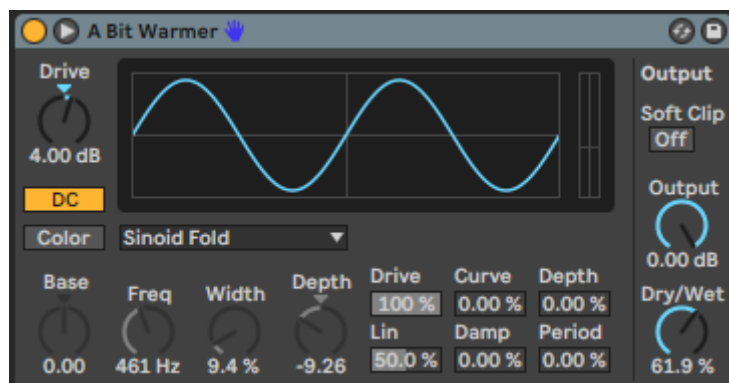 A Bit Warmer
Drive
4.00 dB
DC
Color
Sinoid Fold
Base
0.00
Freq
461 Hz
Width
9.4 %
Depth
-9.26
Drive
100 %
Curve
0.00 %
Depth
0.00 %
Lin
50.0 %
Damp
0.00 %
Period
0.00 %
Output
Soft Clip
Off
Output
0.00 dB
Dry/Wet
61.9 %